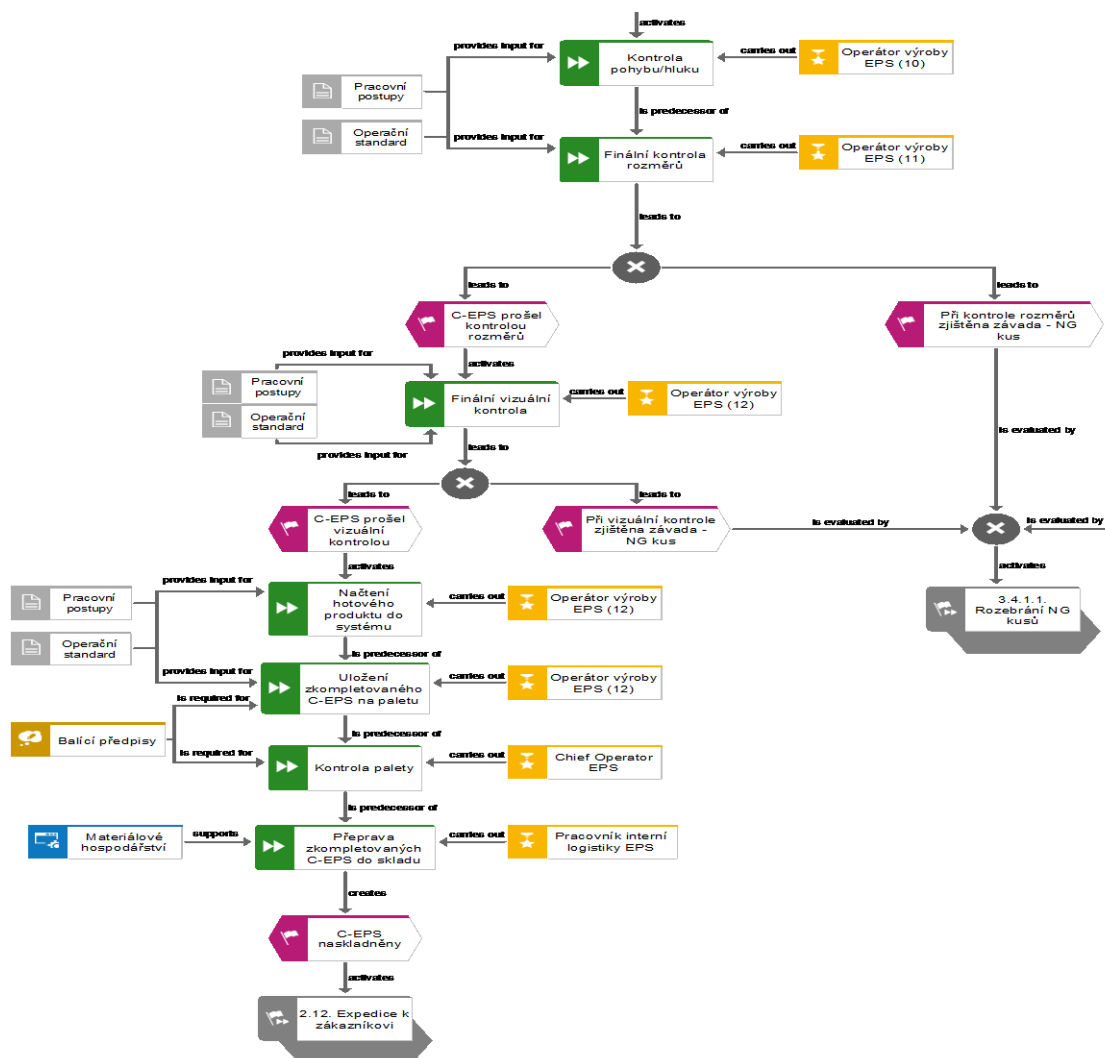 activates
provides input for
Kontrola
pohybu/hluku
carries out
Operátor výroby
EPS (10)
Pracovní
postupy
is predecessor of
Operační
standard
provides input for
Finální kontrola
rozměrů
carries out
Operátor výroby
EPS (11)
leads to
leads to
leads to
C-EPS prošel
kontrolou
rozměrů
Při kontrole rozměrů
zjištěna závada - NG
kus
provides input for
activates
Pracovní
postupy
Operační
standard
Finální vizuální
kontrola
carries out
Operátor výroby
EPS (12)
provides input for
leads to
is evaluated by
leads to
leads to
C-EPS prošel
vizuální
kontrolou
Při vizuální kontrole
zjištěna závada -
NG kus
is evaluated by
is evaluated by
activates
activates
provides input for
Pracovní
postupy
Načtení
hotového
produktu do
systému
carries out
Operátor výroby
EPS (12)
3.4.1.1.
Rozebrání NG
kusů
Operační
standard
is predecessor of
provides input for
Uložení
zkompletovaného
C-EPS na paletu
carries out
Operátor výroby
EPS (12)
is required for
Balící předpisy
is predecessor of
is required for
Kontrola palety
carries out
Chief Operator
EPS
is predecessor of
Materiálové
hospodářství
supports
Přeprava
zkompletovaných
C-EPS do skladu
carries out
Pracovník interní
logistiky EPS
creates
C-EPS
naskladněny
activates
2.12. Expedice k
zákazníkovi